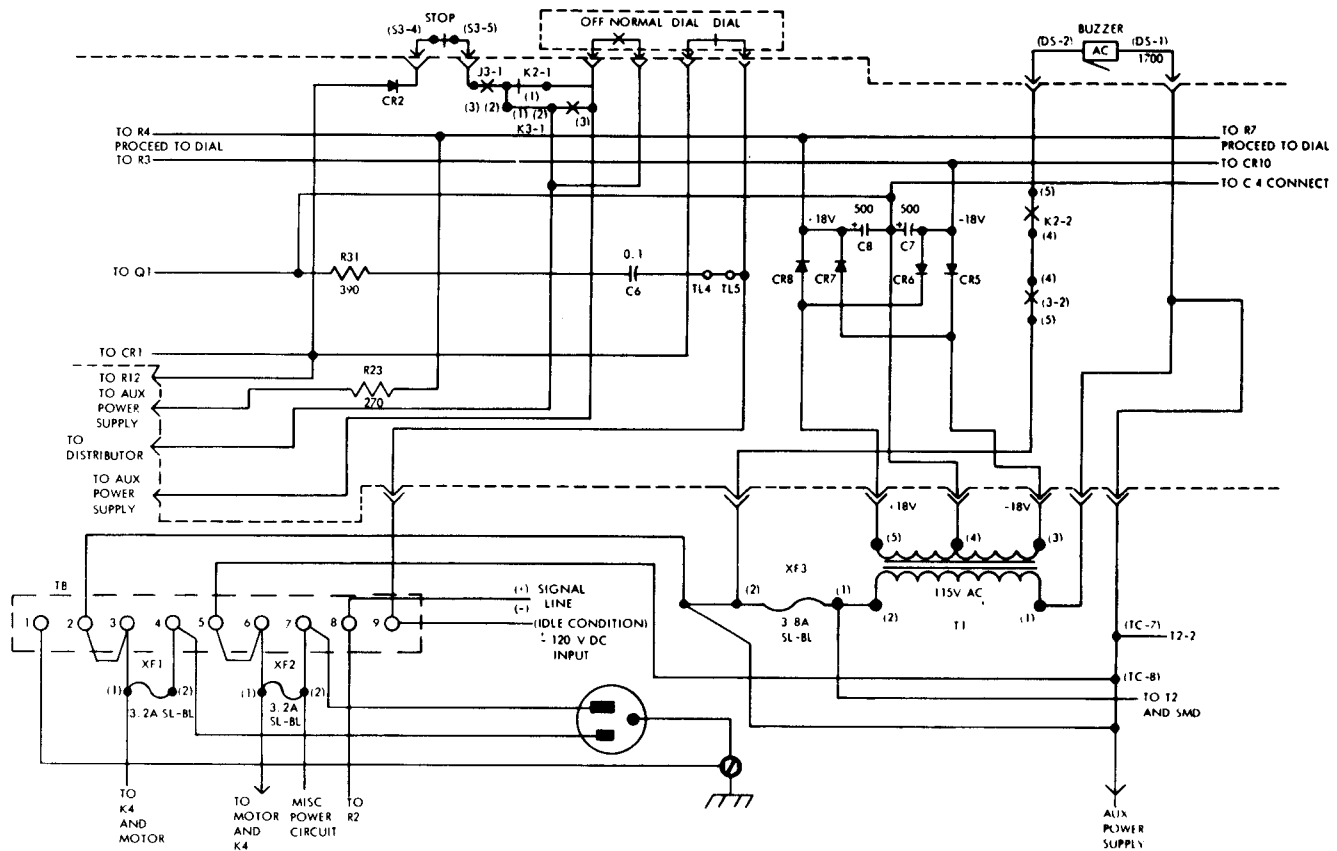 STOP
(S3-4)
(S3-5)
OFF NORMAL DIAL DIAL
BUZZER
(DS-2)
AC
(DS-1)
1700
CR2
J3-1
K2-1
(1)
(3) (2)
(1) (2)
(3)
K3-1
TO R4
PROCEED TO DIAL
TO R3
TO R7
PROCEED TO DIAL
TO CR10
TO C 4 CONNECT
(5)
K2-2
(4)
(4)
(3-2)
(5)
+18V
500
500
-18V
+
+
C8
C7
CR8
CR7
CR6
CR5
TO Q1
R31
390
0.1
C6
TL4
TL5
TO CR1
TO R12
TO AUX
POWER
SUPPLY
R23
270
TO
DISTRIBUTOR
TO AUX
POWER
SUPPLY
+18V
-18V
(5)
(4)
(3)
115V AC
(2)
(1)
T1
XF3
(2)
(1)
3 8A
SL-BL
TB
1
2
3
4
5
6
7
8
9
(+) SIGNAL
(-) LINE
(IDLE CONDITION)
120 V DC
INPUT
XF1
(1)
(2)
3.2A SL-BL
XF2
(1)
(2)
3.2A
SL-BL
(TC-7)
T2-2
(TC-8)
TO T2
AND SMD
TO
K4
AND
MOTOR
TO
MOTOR
AND
K4
MISC
POWER
CIRCUIT
TO
R2
AUX
POWER
SUPPLY